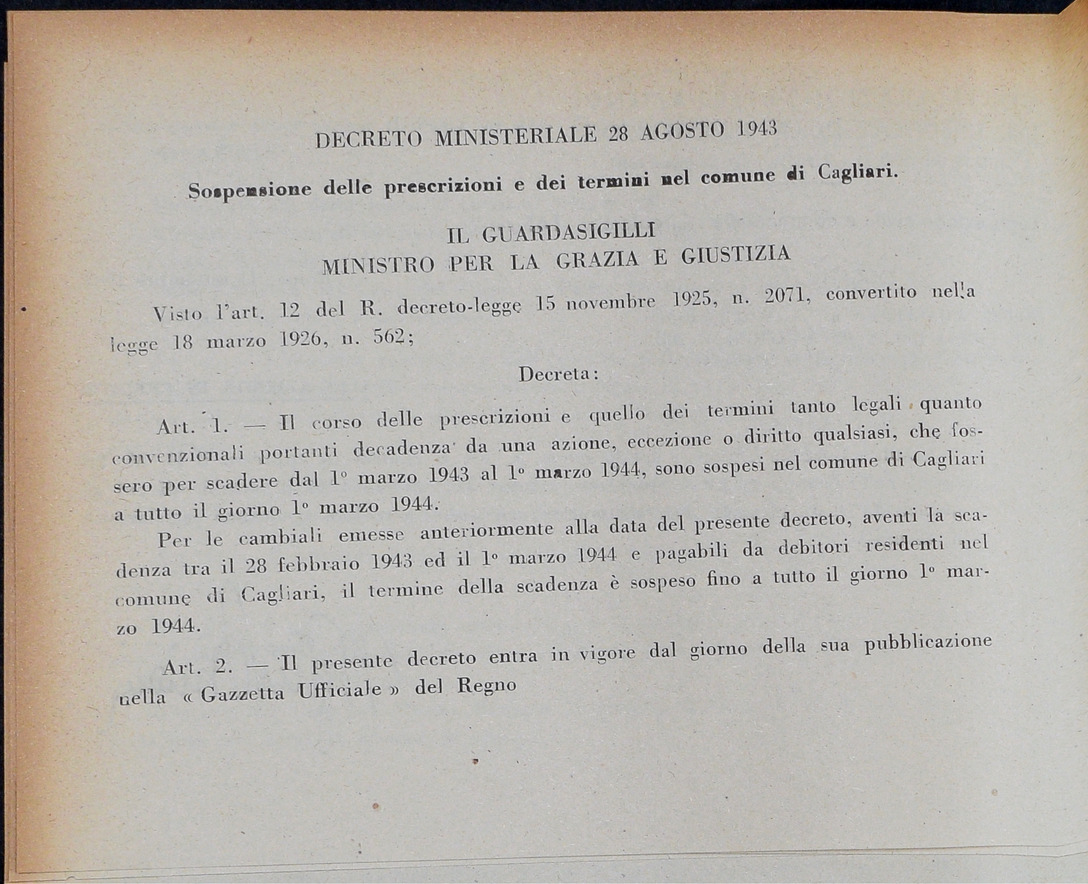 DECRETO MINISTERIALE 28 AGOSTO 1943
Sospensione delle prescrizioni e dei termini nel comune di Cagliari.
IL GUARDASIGILLI
MINISTRO PER LA GRAZIA E GIUSTIZIA
Visto l'art. 12 del R. decreto-legge 15 novembre 1925, n. 2071, convertito nella
legge 18 marzo 1926, n. 562;
Decreta:
Art. 1. — Il corso delle prescrizioni e quello dei termini tanto legali quanto
convenzionali portanti decadenza da una azione, eccezione o diritto qualsiasi, che fos-
sero per scadere dal 1º marzo 1943 al 1º marzo 1944, sono sospesi nel comune di Cagliari
a tutto il giorno 1º marzo 1944.
Per le cambiali emesse anteriormente alla data del presente decreto, aventi la sca-
denza tra il 28 febbraio 1943 ed il 1º marzo 1944 e pagabili da debitori residenti nel
comune di Cagliari, il termine della scadenza è sospeso fino a tutto il giorno 1º mar-
zo 1944.
Art. 2. — Il presente decreto entra in vigore dal giorno della sua pubblicazione
nella « Gazzetta Ufficiale » del Regno